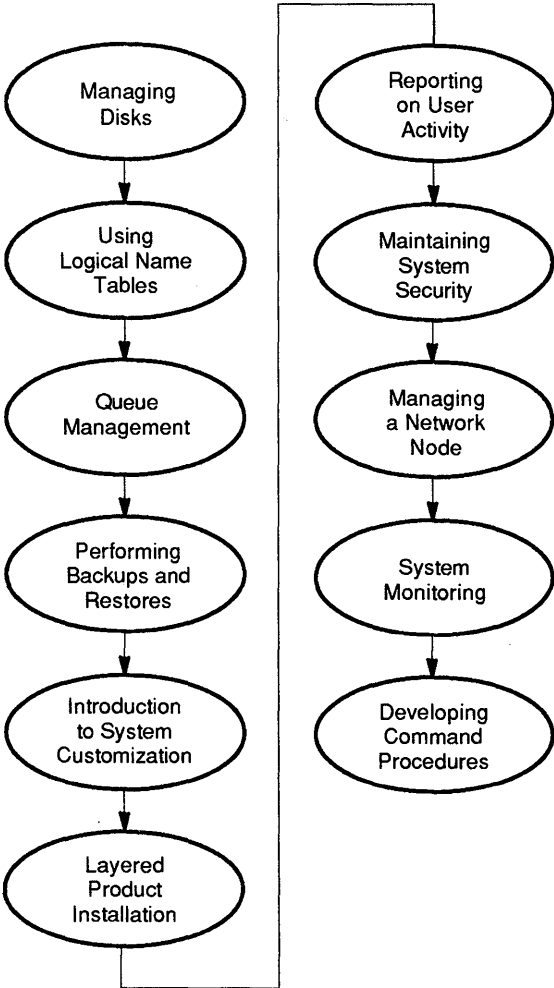 Managing
Disks
Using
Logical Name
Tables
Queue
Management
Performing
Backups and
Restores
Introduction
to System
Customization
Layered
Product
Installation
Reporting
on User
Activity
Maintaining
System
Security
Managing
a Network
Node
System
Monitoring
Developing
Command
Procedures